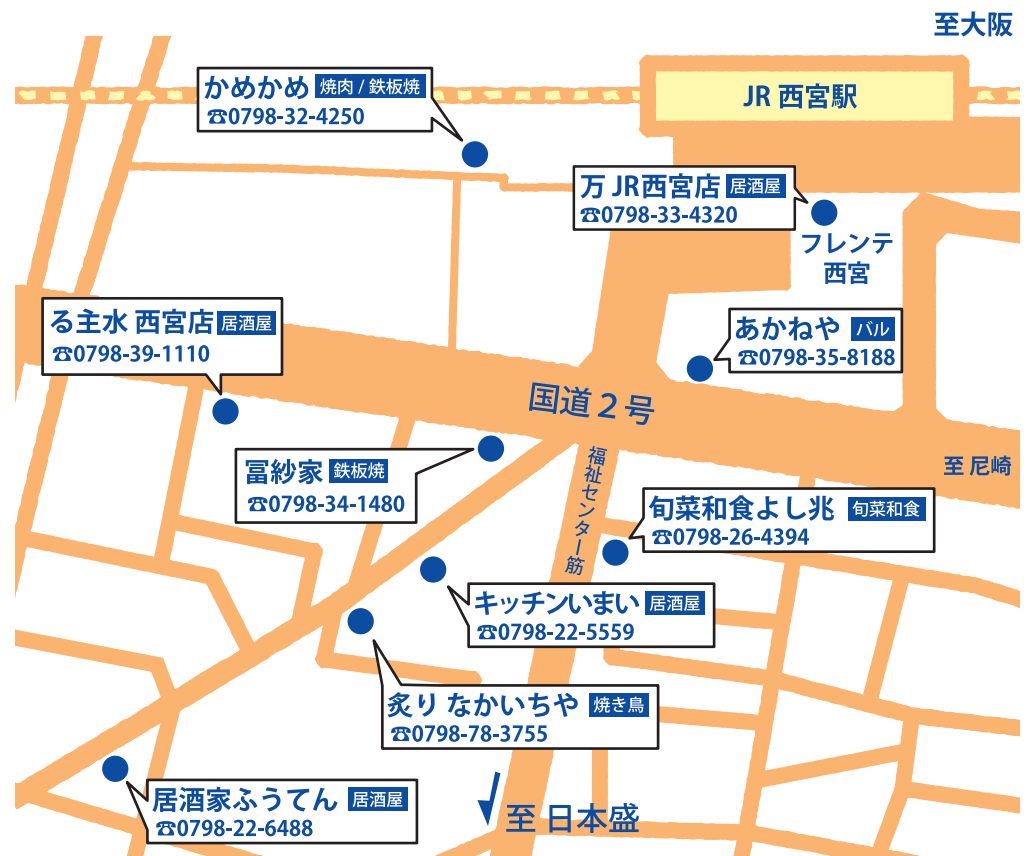 至大阪
かめかめ 焼肉 / 鉄板焼
☎0798-32-4250
JR 西宮駅
万 JR西宮店 居酒屋
☎0798-33-4320
フレンテ
西宮
る主水 西宮店 居酒屋
☎0798-39-1110
あかねや バル
☎0798-35-8188
国道２号
冨紗家 鉄板焼
☎0798-34-1480
福祉センター筋
至 尼崎
旬菜和食よし兆 旬菜和食
☎0798-26-4394
キッチンいまい 居酒屋
☎0798-22-5559
炙り なかいちや 焼き鳥
☎0798-78-3755
居酒家ふうてん 居酒屋
☎0798-22-6488
至 日本盛